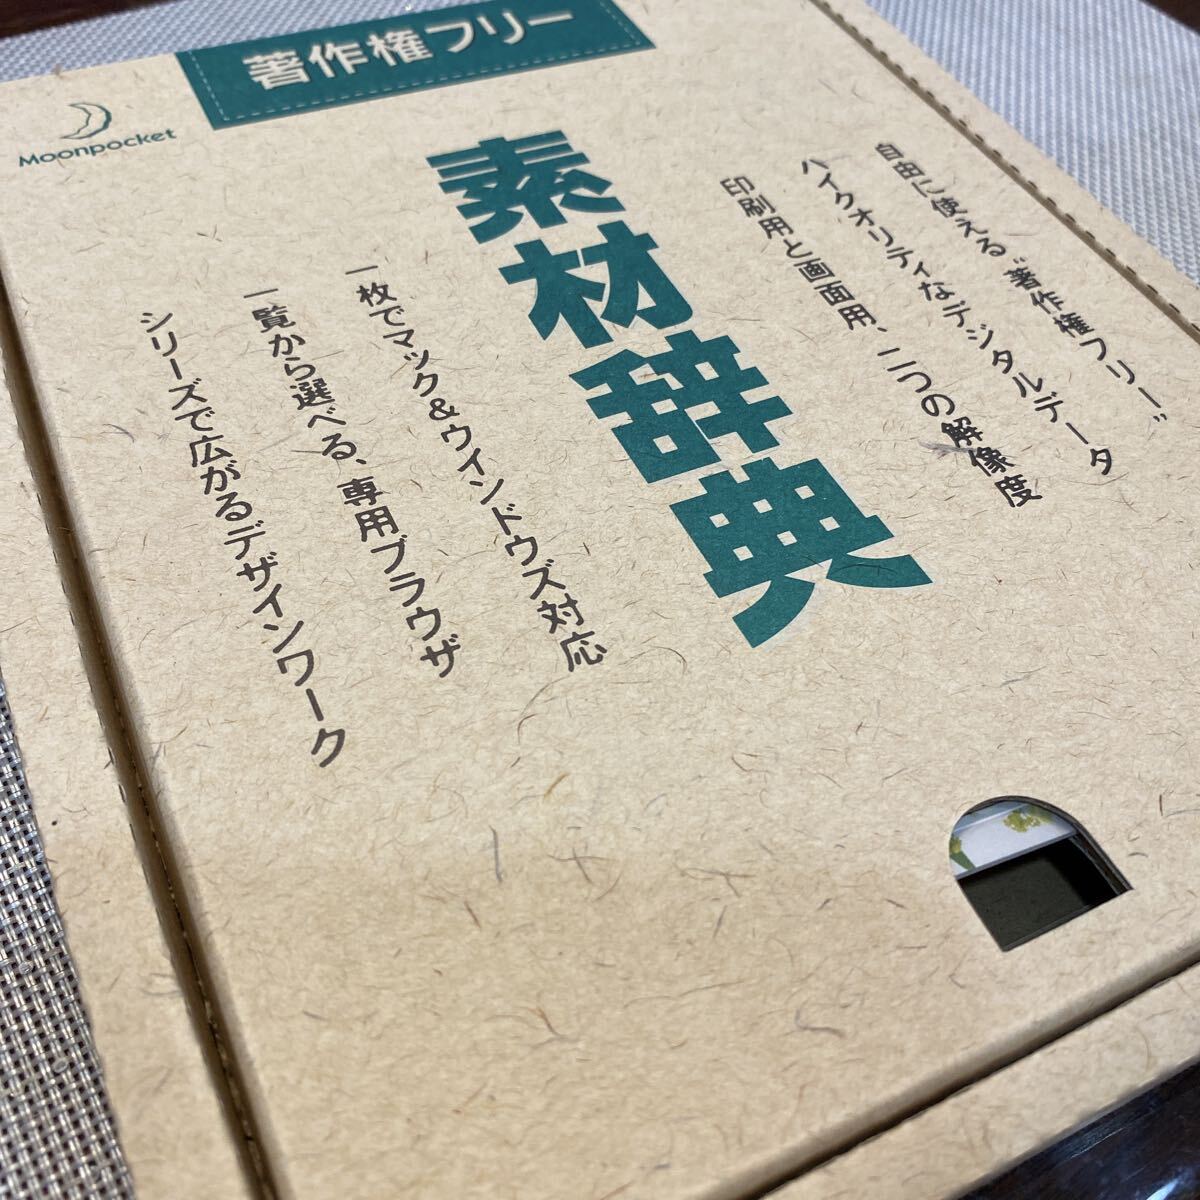 著作権フリー
Moonpocket
自由に使える“著作権フリー”
ハイクオリティなデジタルデータ
印刷用と画面用、二つの解像度
素材辞典
一枚でマック&ウインドウズ対応
一覧から選べる、専用ブラウザ
シリーズで広がるデザインワーク